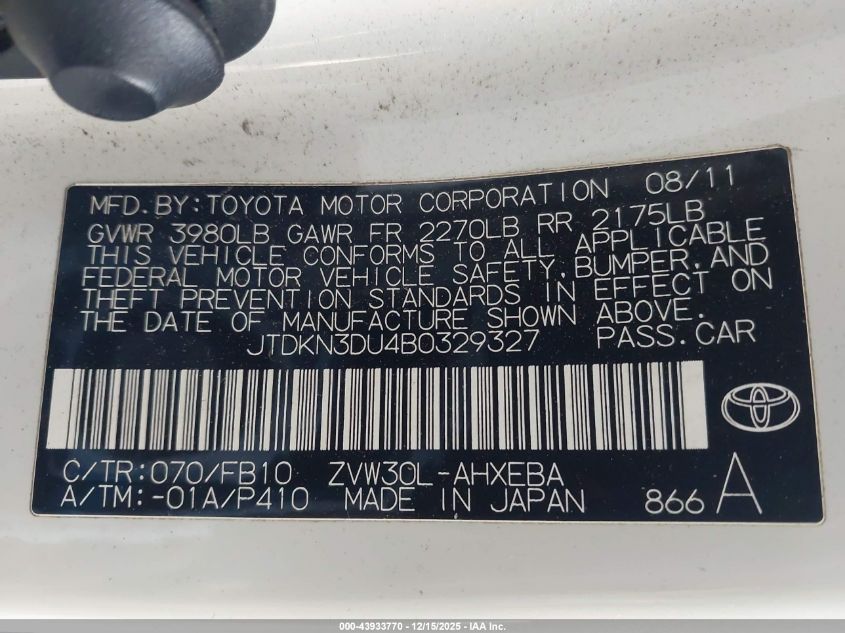 MFD.BY:TOYOTA MOTOR CORPORATION 08/11
GVWR 3980LB GAWR FR 2270LB RR 2175LB
THIS VEHICLE CONFORMS TO ALL APPLICABLE
FEDERAL MOTOR VEHICLE SAFETY,BUMPER,AND
THEFT PREVENTION STANDARDS IN EFFECT ON
THE DATE OF MANUFACTURE SHOWN ABOVE.
JTDKN3DU4B0329327 PASS.CAR
C/TR:070/FB10 ZVW30L-AHXEBA
A/TM:-01A/P410 MADE IN JAPAN 866 A
000-43933770 - 12/15/2025 - IAA Inc.